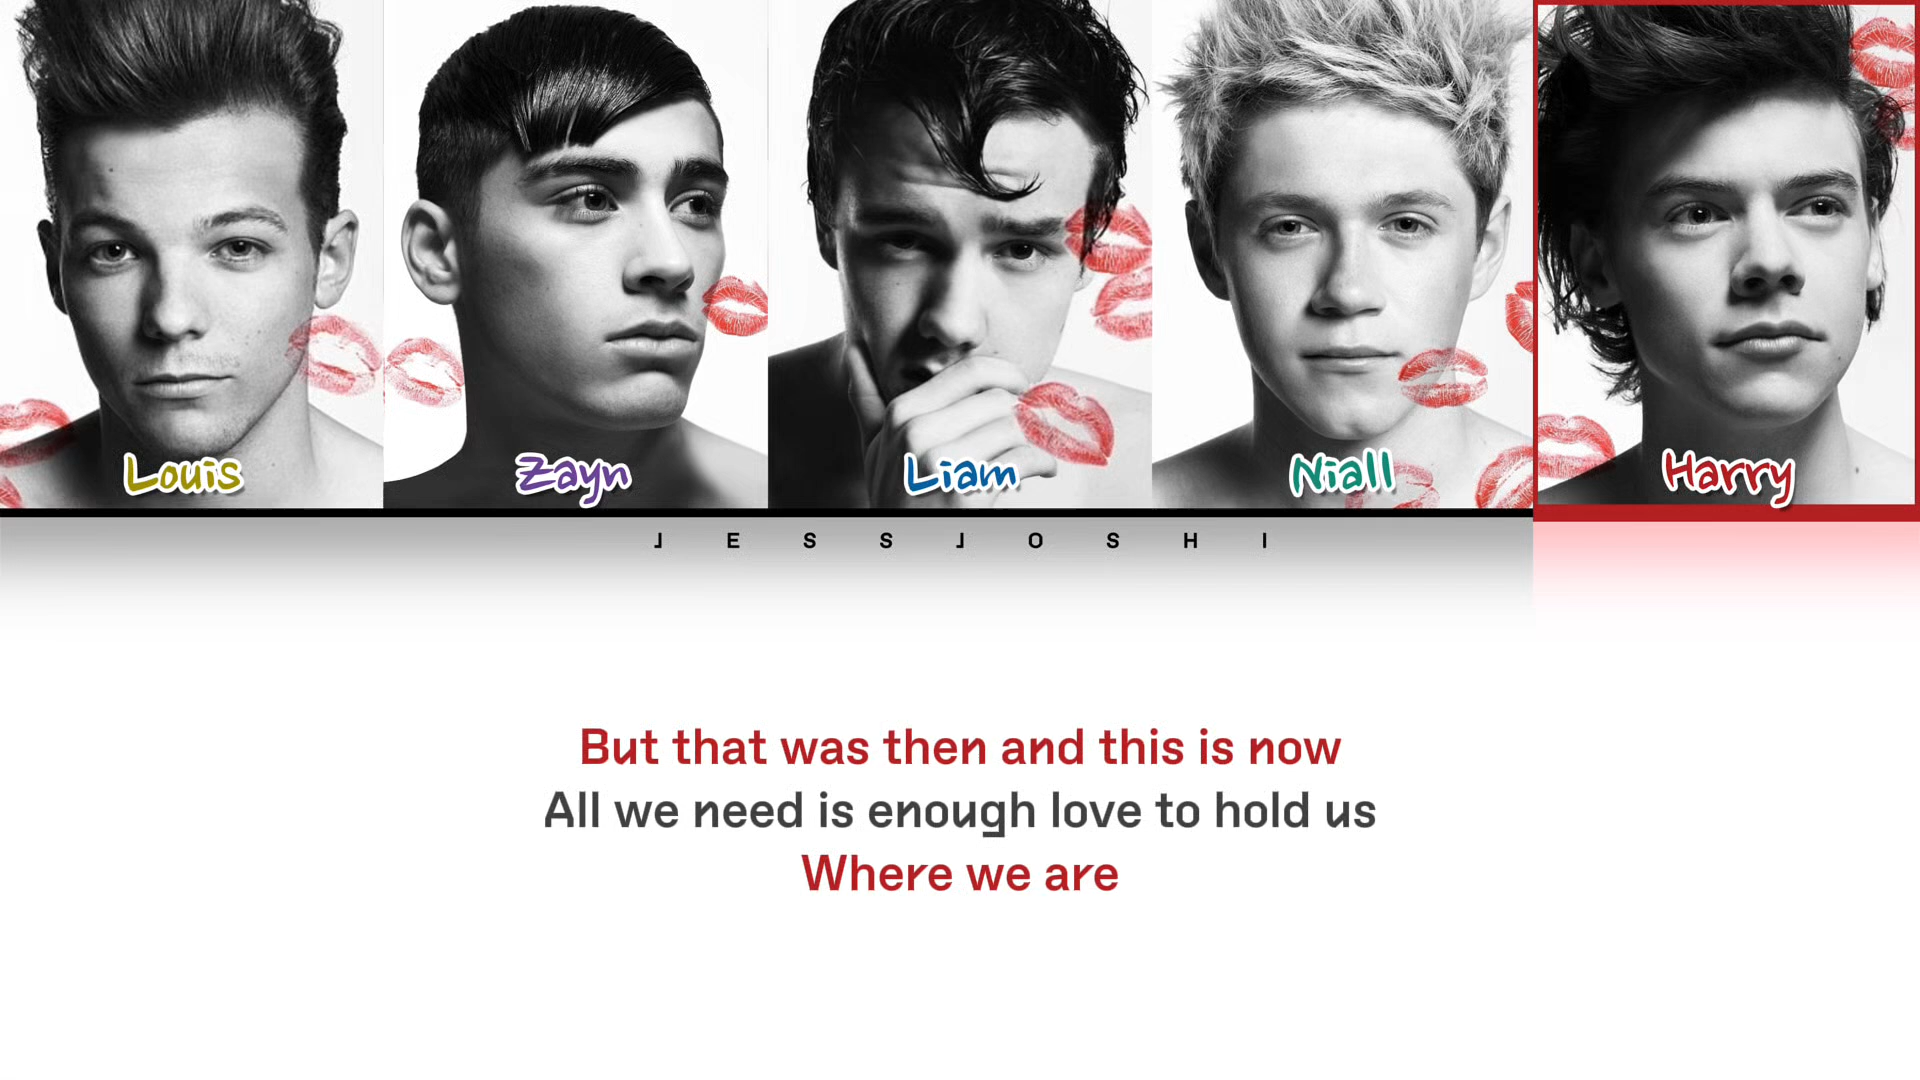 Louis
Zayn
Liam
Niall
Harry
JESSJOSHI
But that was then and this is now
All we need is enough love to hold us
Where we are